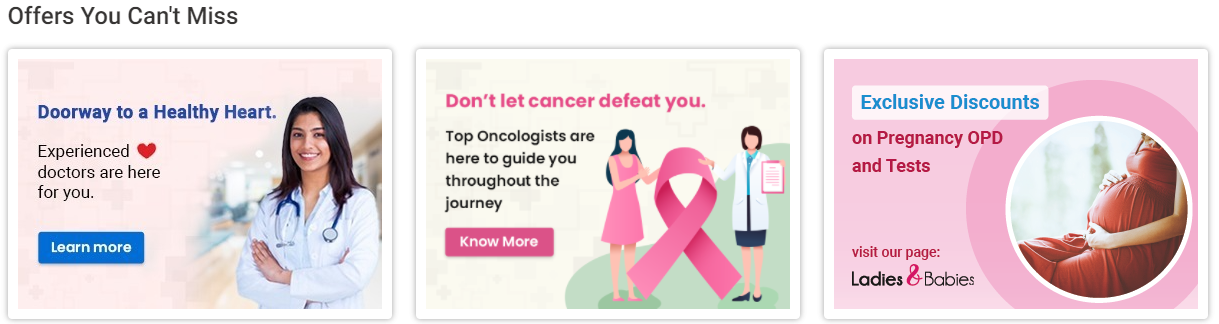 Offers You Can't Miss
Doorway to a Healthy Heart.
Experienced
doctors are here
for you.
Learn more
Don't let cancer defeat you.
Top Oncologists are
here to guide you
throughout the
journey
Know More
Exclusive Discounts
on Pregnancy OPD
and Tests
visit our page:
Ladies & Babies